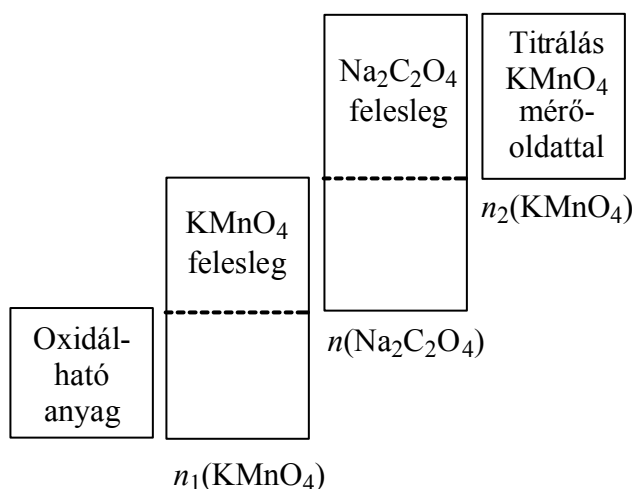 Titrálás
KMnO4
mérő-
oldattal
n2(KMnO4)
Na2C2O4
felesleg
n(Na2C2O4)
KMnO4
felesleg
n1(KMnO4)
Oxidál-
ható
anyag